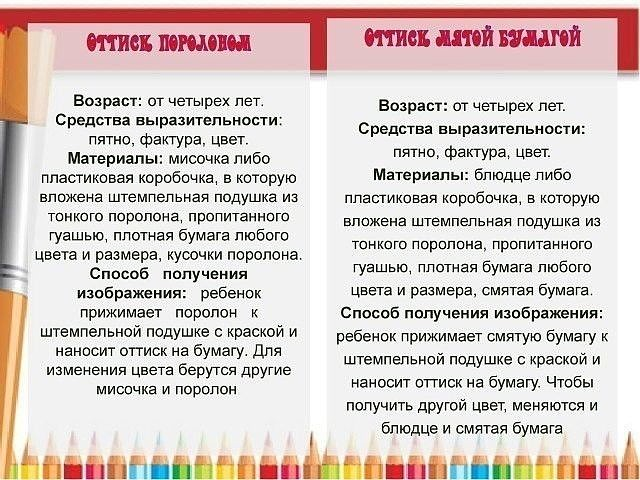 ОТТИСК ПОРОЛОНОМ
Возраст: от четырех лет.
Средства выразительности:
пятно, фактура, цвет.
Материалы: мисочка либо
пластиковая коробочка, в которую
вложена штемпельная подушка из
тонкого поролона, пропитанного
гуашью, плотная бумага любого
цвета и размера, кусочки поролона.
Способ получения
изображения: ребенок
прижимает поролон к
штемпельной подушке с краской и
наносит оттиск на бумагу. Для
изменения цвета берутся другие
мисочка и поролон
ОТТИСК МЯТОЙ БУМАГОЙ
Возраст: от четырех лет.
Средства выразительности:
пятно, фактура, цвет.
Материалы: блюдце либо
пластиковая коробочка, в которую
вложена штемпельная подушка из
тонкого поролона, пропитанного
гуашью, плотная бумага любого
цвета и размера, смятая бумага.
Способ получения изображения:
ребенок прижимает смятую бумагу к
штемпельной подушке с краской и
наносит оттиск на бумагу. Чтобы
получить другой цвет, меняются и
блюдце и смятая бумага